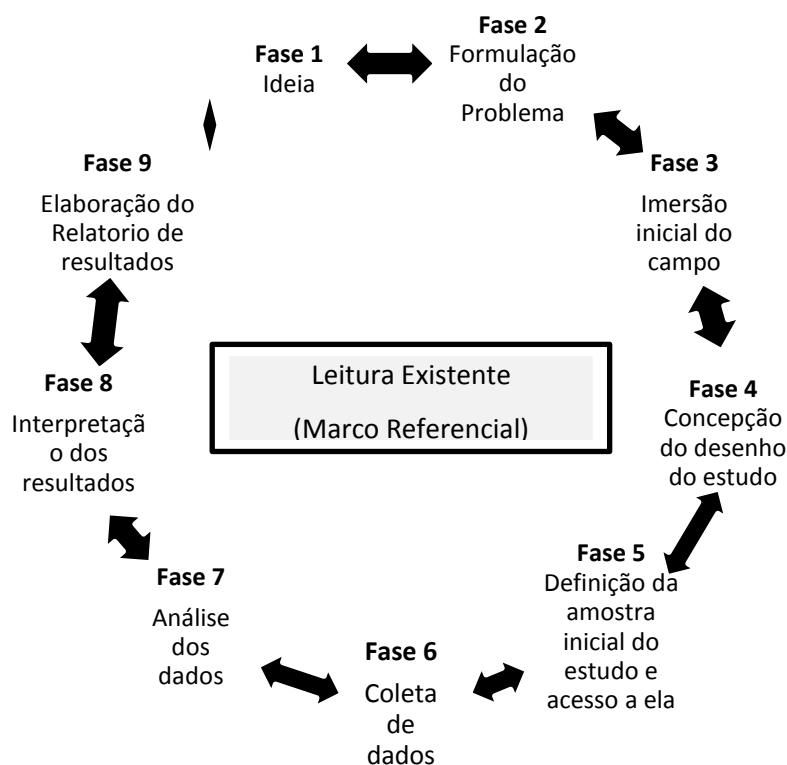 Fase 1
Ideia
Fase 2
Formulação
do
Problema
Fase 3
Imersão
inicial do
campo
Fase 4
Concepção
do desenho
do estudo
Fase 5
Definição da
amostra
inicial do
estudo e
acesso a ela
Fase 6
Coleta
de
dados
Fase 7
Análise
dos
dados
Fase 8
Interpretaçã
o dos
resultados
Fase 9
Elaboração do
Relatorio de
resultados
Leitura Existente
(Marco Referencial)